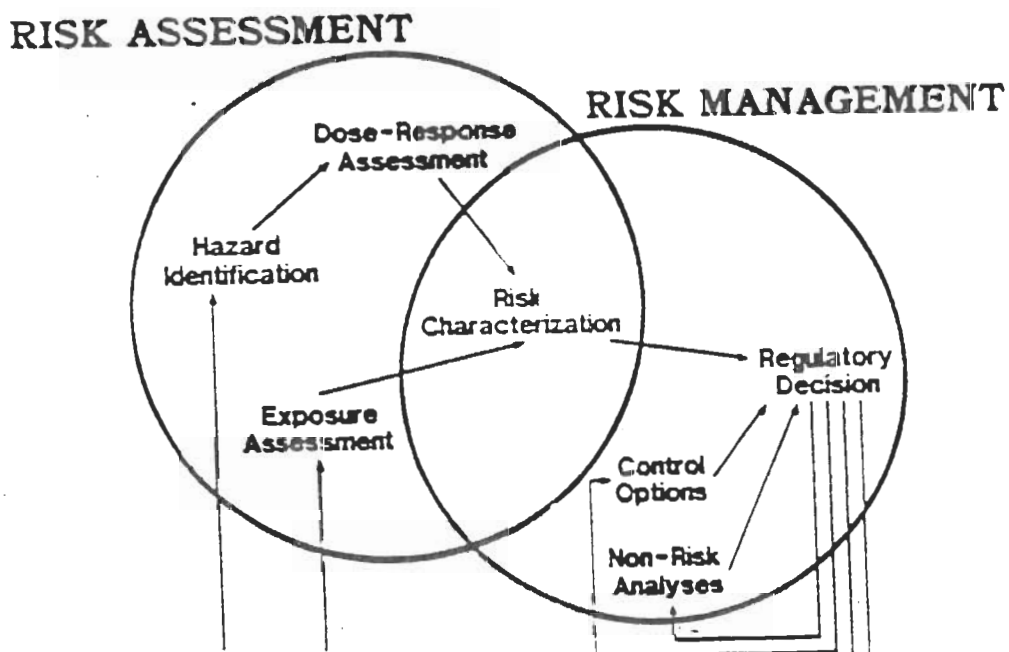 RISK ASSESSMENT
RISK MANAGEMENT
Dose-Response
Assessment
Hazard
Identification
Risk
Characterization
Regulatory
Decision
Exposure
Assessment
Control
Options
Non-Risk
Analyses